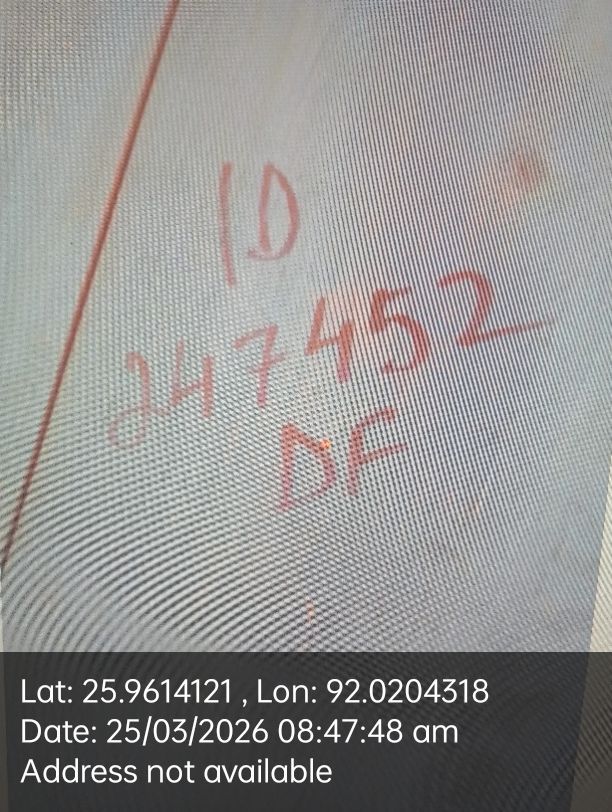 ID
247452
DF
Lat: 25.9614121 , Lon: 92.0204318
Date: 25/03/2026 08:47:48 am
Address not available